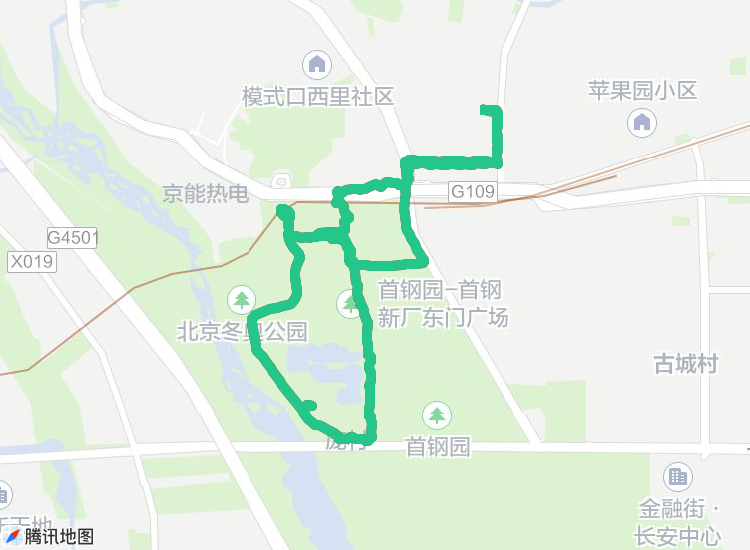 模式口西里社区
苹果园小区
京能热电
G109
G4501
X019
首钢园-首钢
新厂东门广场
北京冬奥公园
古城村
首钢园
金融街·
长安中心
腾讯地图